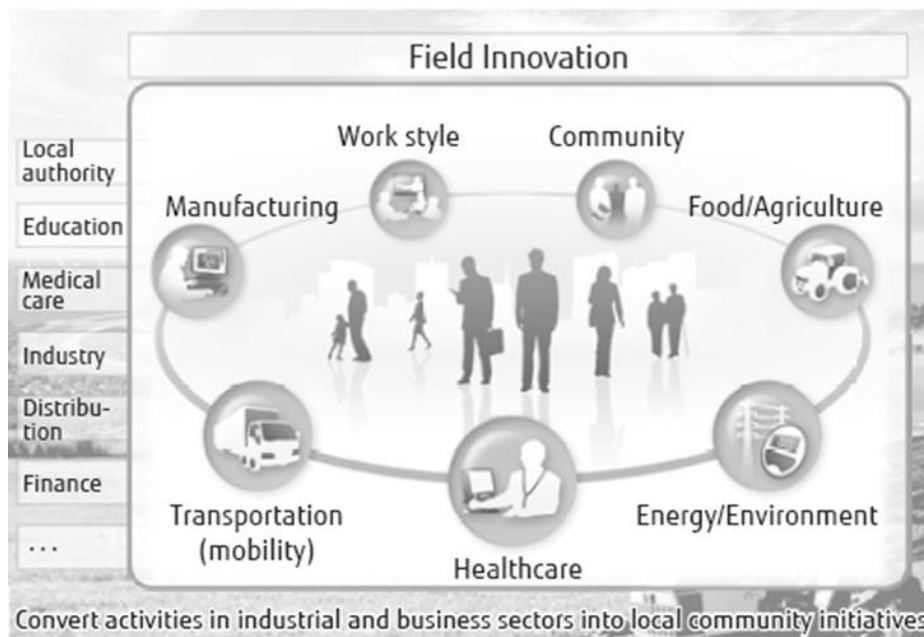 Field Innovation
Local
authority
Education
Medical
care
Industry
Distribu-
tion
Finance
...
Work style
Community
Manufacturing
Food/Agriculture
Transportation
(mobility)
Healthcare
Energy/Environment
Convert activities in industrial and business sectors into local community initiatives